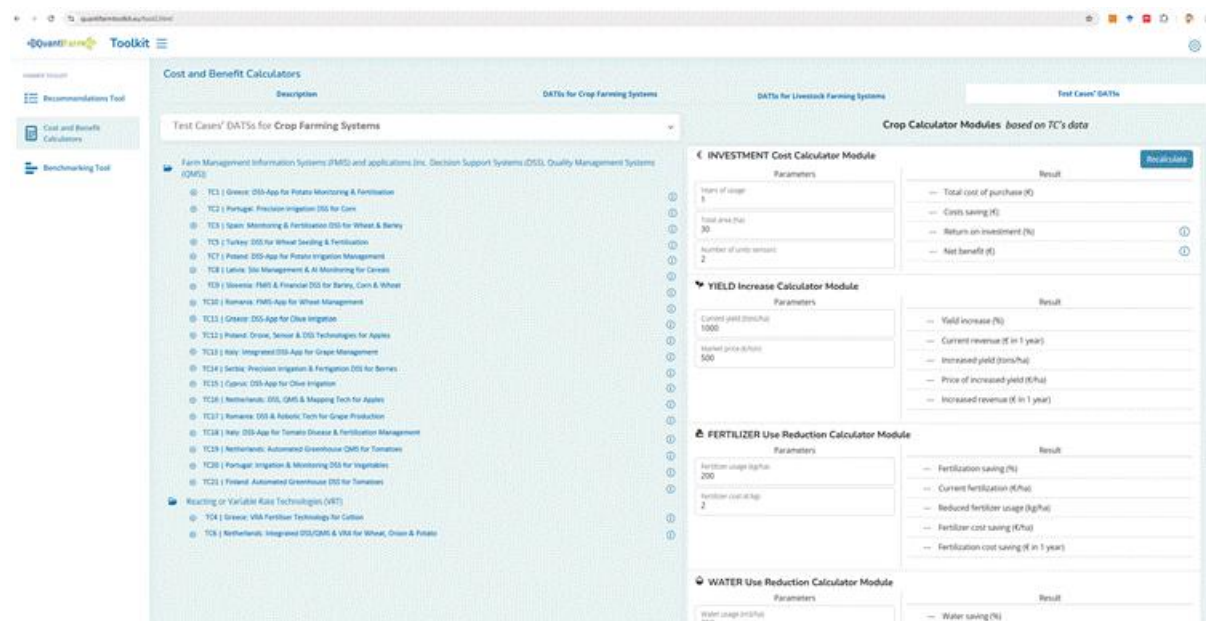 quantifarmtoolkit.eu/tool2.html
QuantiFarm Toolkit
FARMER TOOLKIT
Recommendations Tool
Cost and Benefit
Calculators
Benchmarking Tool
Cost and Benefit Calculators
Description
DATSs for Crop Farming Systems
DATSs for Livestock Farming Systems
Test Cases' DATSs
Test Cases' DATSs for Crop Farming Systems
Farm Management Information Systems (FMIS) and applications (inc. Decision Support Systems (DSS), Quality Management Systems
(QMS))
TC1 | Greece: DSS-App for Potato Monitoring & Fertilisation
TC2 | Portugal: Precision Irrigation DSS for Corn
TC3 | Spain: Monitoring & Fertilisation DSS for Wheat & Barley
TC5 | Turkey: DSS for Wheat Seeding & Fertilisation
TC7 | Poland: DSS-App for Potato Irrigation Management
TC8 | Latvia: Silo Management & AI Monitoring for Cereals
TC9 | Slovenia: FMIS & Financial DSS for Barley, Corn & Wheat
TC10 | Romania: FMIS-App for Wheat Management
TC11 | Greece: DSS-App for Olive Irrigation
TC12 | Poland: Drone, Sensor & DSS Technologies for Apples
TC13 | Italy: Integrated DSS-App for Grape Management
TC14 | Serbia: Precision Irrigation & Fertigation DSS for Berries
TC15 | Cyprus: DSS-App for Olive Irrigation
TC16 | Netherlands: DSS, QMS & Mapping Tech for Apples
TC17 | Romania: DSS & Robotic Tech for Grape Production
TC18 | Italy: DSS-App for Tomato Disease & Fertilisation Management
TC19 | Netherlands: Automated Greenhouse QMS for Tomatoes
TC20 | Portugal: Irrigation & Monitoring DSS for Vegetables
TC21 | Finland: Automated Greenhouse DSS for Tomatoes
Reacting or Variable Rate Technologies (VRT)
TC4 | Greece: VRA Fertiliser Technology for Cotton
TC6 | Netherlands: Integrated DSS/QMS & VRA for Wheat, Onion & Potato
Crop Calculator Modules based on TC's data
INVESTMENT Cost Calculator Module
Recalculate
Parameters
Result
Years of usage
1
Total area (ha)
30
Number of units sensors
2
Total cost of purchase (€)
Costs saving (€)
Return on investment (%)
Net benefit (€)
YIELD Increase Calculator Module
Parameters
Result
Current yield (tons/ha)
1000
Market price (€/ton)
500
Yield increase (%)
Current revenue (€ in 1 year)
Increased yield (tons/ha)
Price of increased yield (€/ha)
Increased revenue (€ in 1 year)
FERTILIZER Use Reduction Calculator Module
Parameters
Result
Fertilizer usage (kg/ha)
200
Fertilizer cost (€/kg)
2
Fertilization saving (%)
Current fertilization (€/ha)
Reduced fertilizer usage (kg/ha)
Fertilizer cost saving (€/ha)
Fertilization cost saving (€ in 1 year)
WATER Use Reduction Calculator Module
Parameters
Result
Water usage (m3/ha)
Water saving (%)